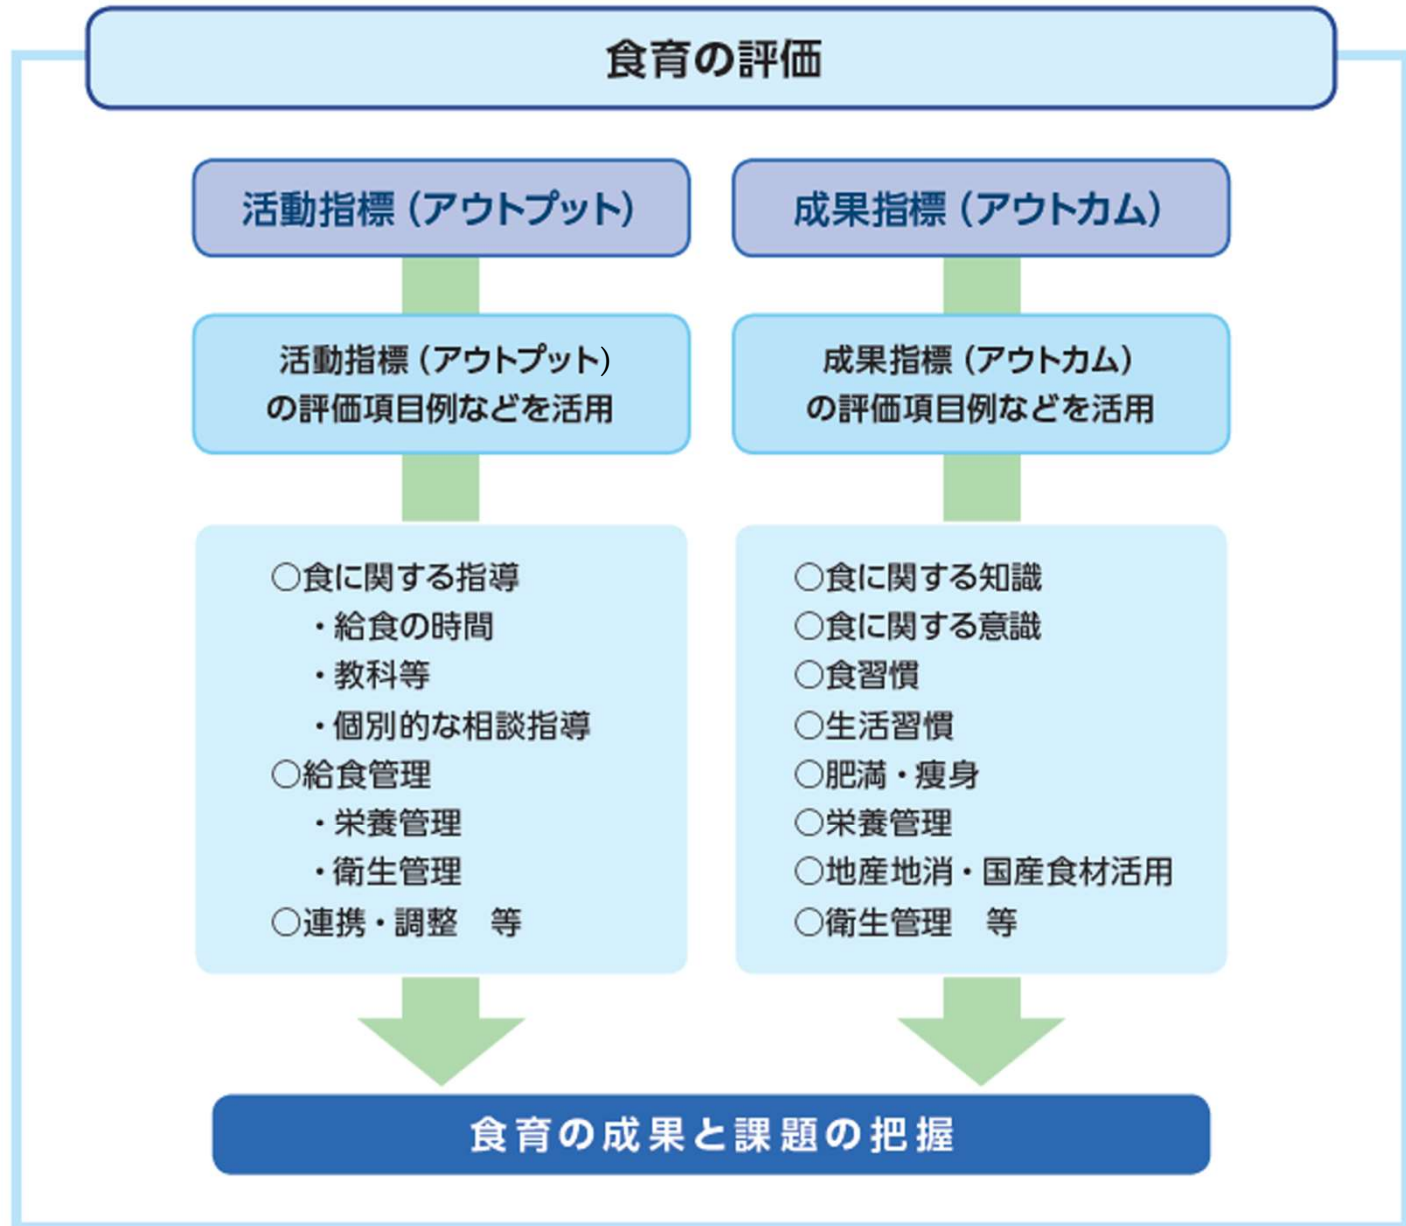 食育の評価
活動指標（アウトプット）
活動指標（アウトプット）
の評価項目例などを活用
○食に関する指導
・給食の時間
・教科等
・個別的な相談指導
○給食管理
・栄養管理
・衛生管理
○連携・調整　等
成果指標（アウトカム）
成果指標（アウトカム）
の評価項目例などを活用
○食に関する知識
○食に関する意識
○食習慣
○生活習慣
○肥満・痩身
○栄養管理
○地産地消・国産食材活用
○衛生管理　等
食育の成果と課題の把握